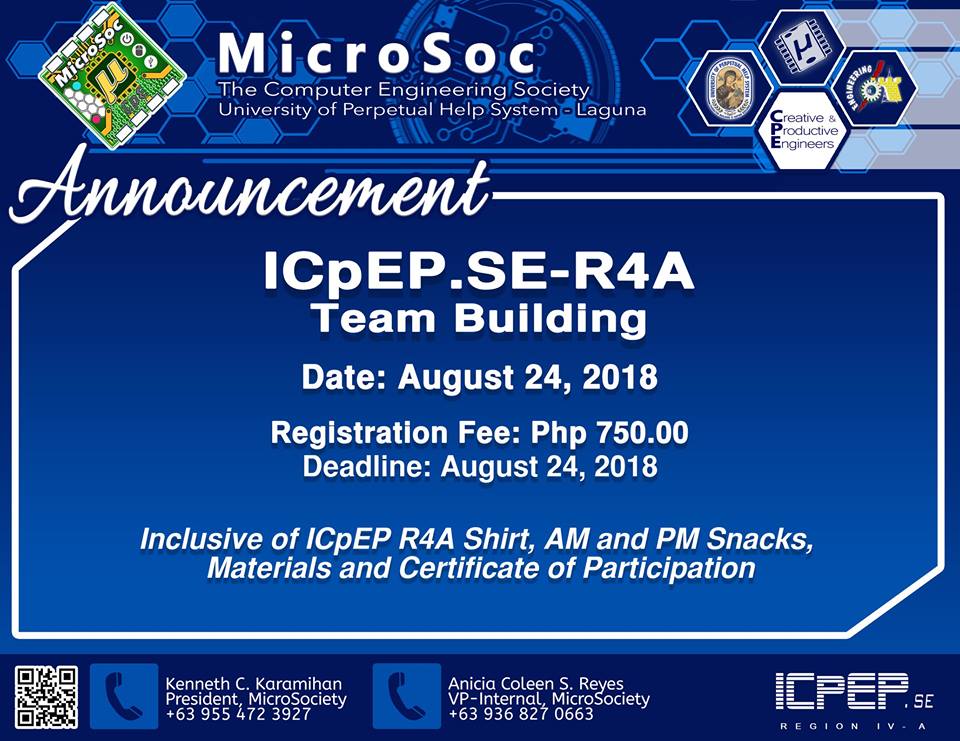 MicroSoc
μ
MicroSoc
The Computer Engineering Society
University of Perpetual Help System - Laguna
μ
ENGINEERING
Creative &
Productive
Engineers
Announcement
ICpEP.SE-R4A
Team Building
Date: August 24, 2018
Registration Fee: Php 750.00
Deadline: August 24, 2018
Inclusive of ICpEP R4A Shirt, AM and PM Snacks,
Materials and Certificate of Participation
Kenneth C. Karamihan
President, MicroSociety
+63 955 472 3927
Anicia Coleen S. Reyes
VP-Internal, MicroSociety
+63 936 827 0663
ICPEP.SE
REGION IV-A